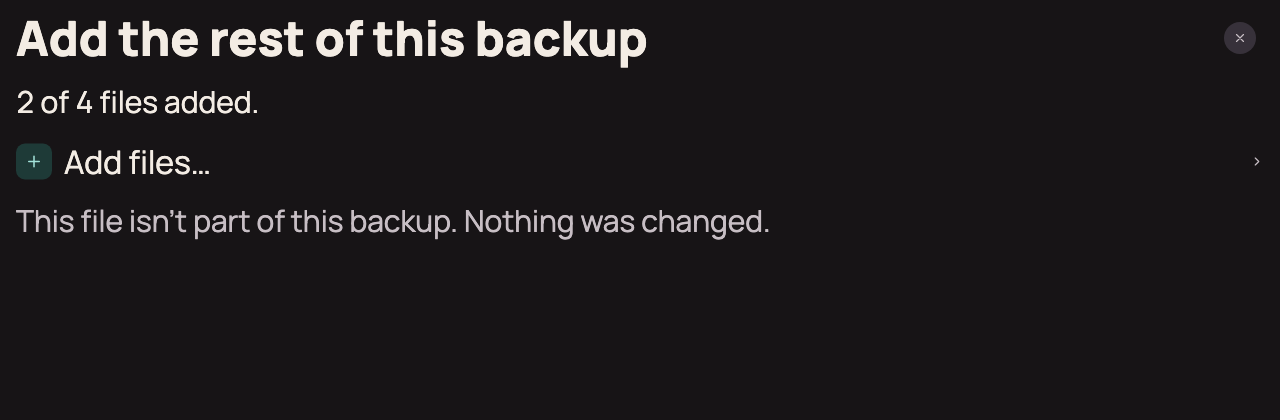 Add the rest of this backup
2 of 4 files added.
Add files…
This file isn’t part of this backup. Nothing was changed.